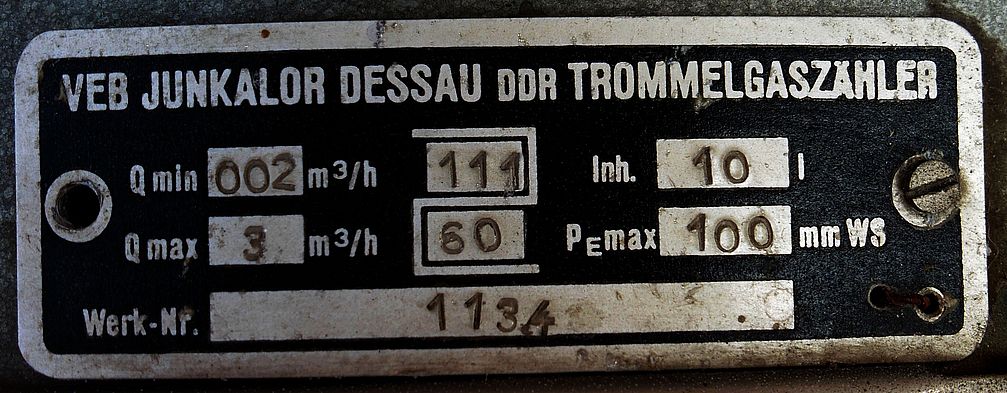 VEB JUNKALOR DESSAU DDR TROMMELGASZÄHLER
Q min 002 m³/h 111 Inh. 10 l
Q max 3 m³/h 60 PEmax 100 mm WS
Werk-Nr. 1134